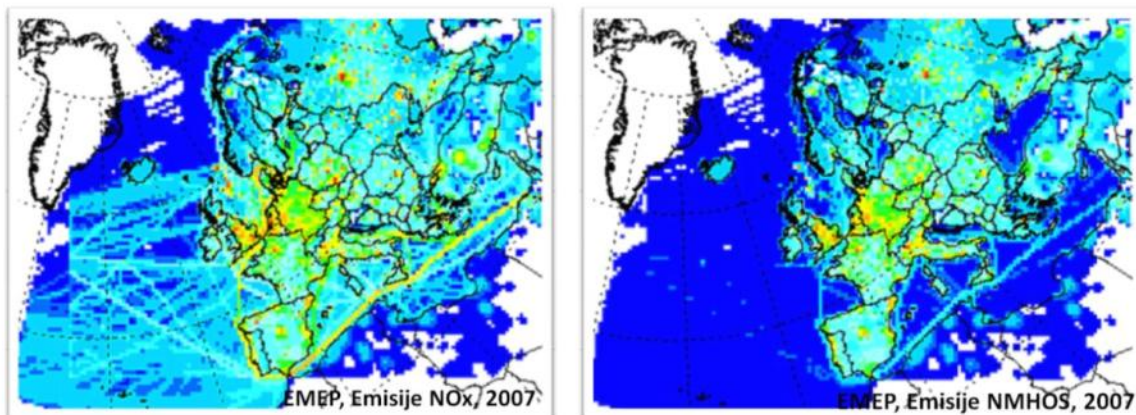 EMEP, Emisije NOx, 2007
EMEP, Emisije NMHOS, 2007